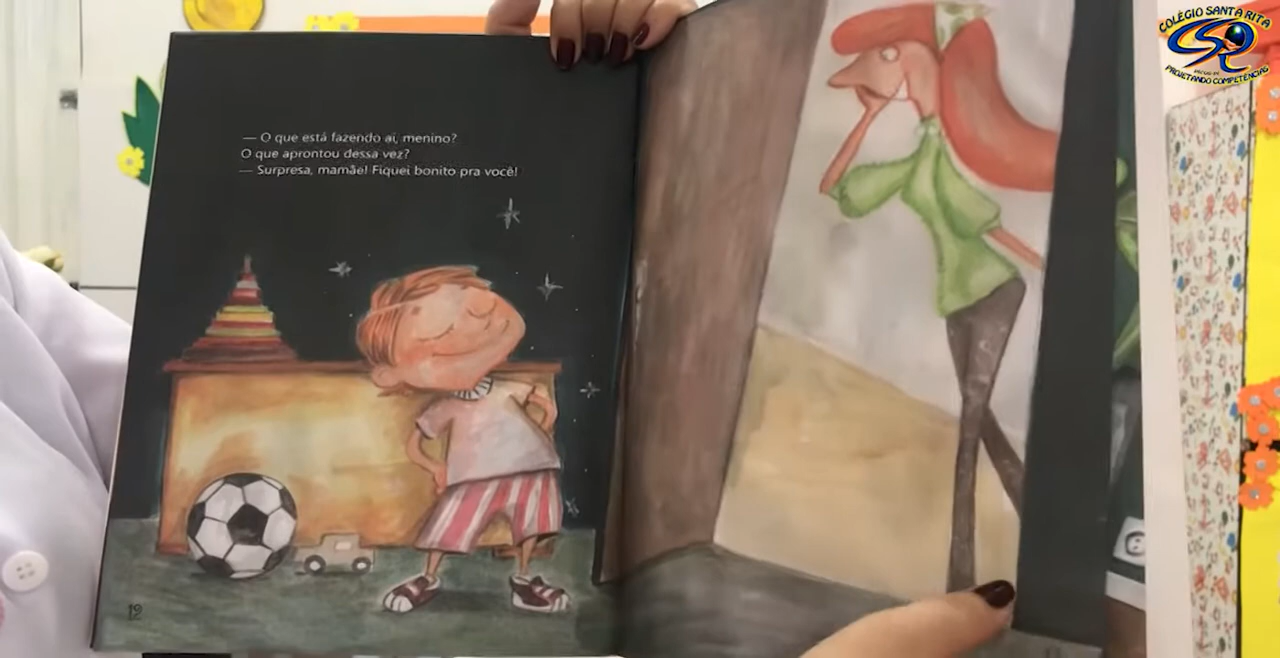 — O que está fazendo aí, menino?
O que aprontou dessa vez?
— Surpresa, mamãe! Fiquei bonito pra você!
19
COLÉGIO SANTA RITA
PROJETANDO COMPETÊNCIAS